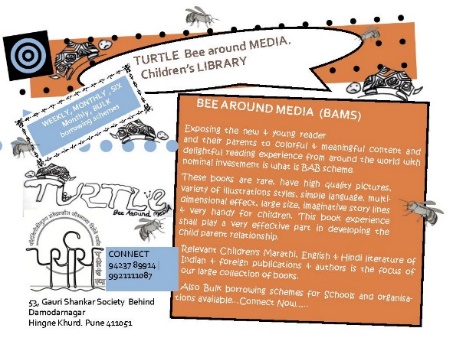 TURTLE Bee around MEDIA.
Children's LIBRARY
WEEKLY, MONTHLY, SIX
Monthly, BULK
borrowing schemes
BEE AROUND MEDIA (BAMS)
Exposing the new & young reader
and their parents to colorful & meaningful content and
delightful reading experience from around the world with
nominal investment is what is BAB scheme.
These books are rare, have high quality pictures,
variety of illustrations styles, simple language, multi-
dimensional effect, large size, imaginative story lines
& very handy for children. This book experience
shall play a very effective part in developing the
child parent relationship.
Relevant Children's Marathi, English & Hindi literature of
Indian & foreign publications & authors is the focus of
our large collection of books.
Also Bulk borrowing schemes for Schools and organisa-
tions available...Connect Now......
TURTLE
Bee Around
CONNECT
94237 89914 |
9921111087
53, Gauri Shankar Society Behind
Damodarnagar
Hingne Khurd. Pune 411051